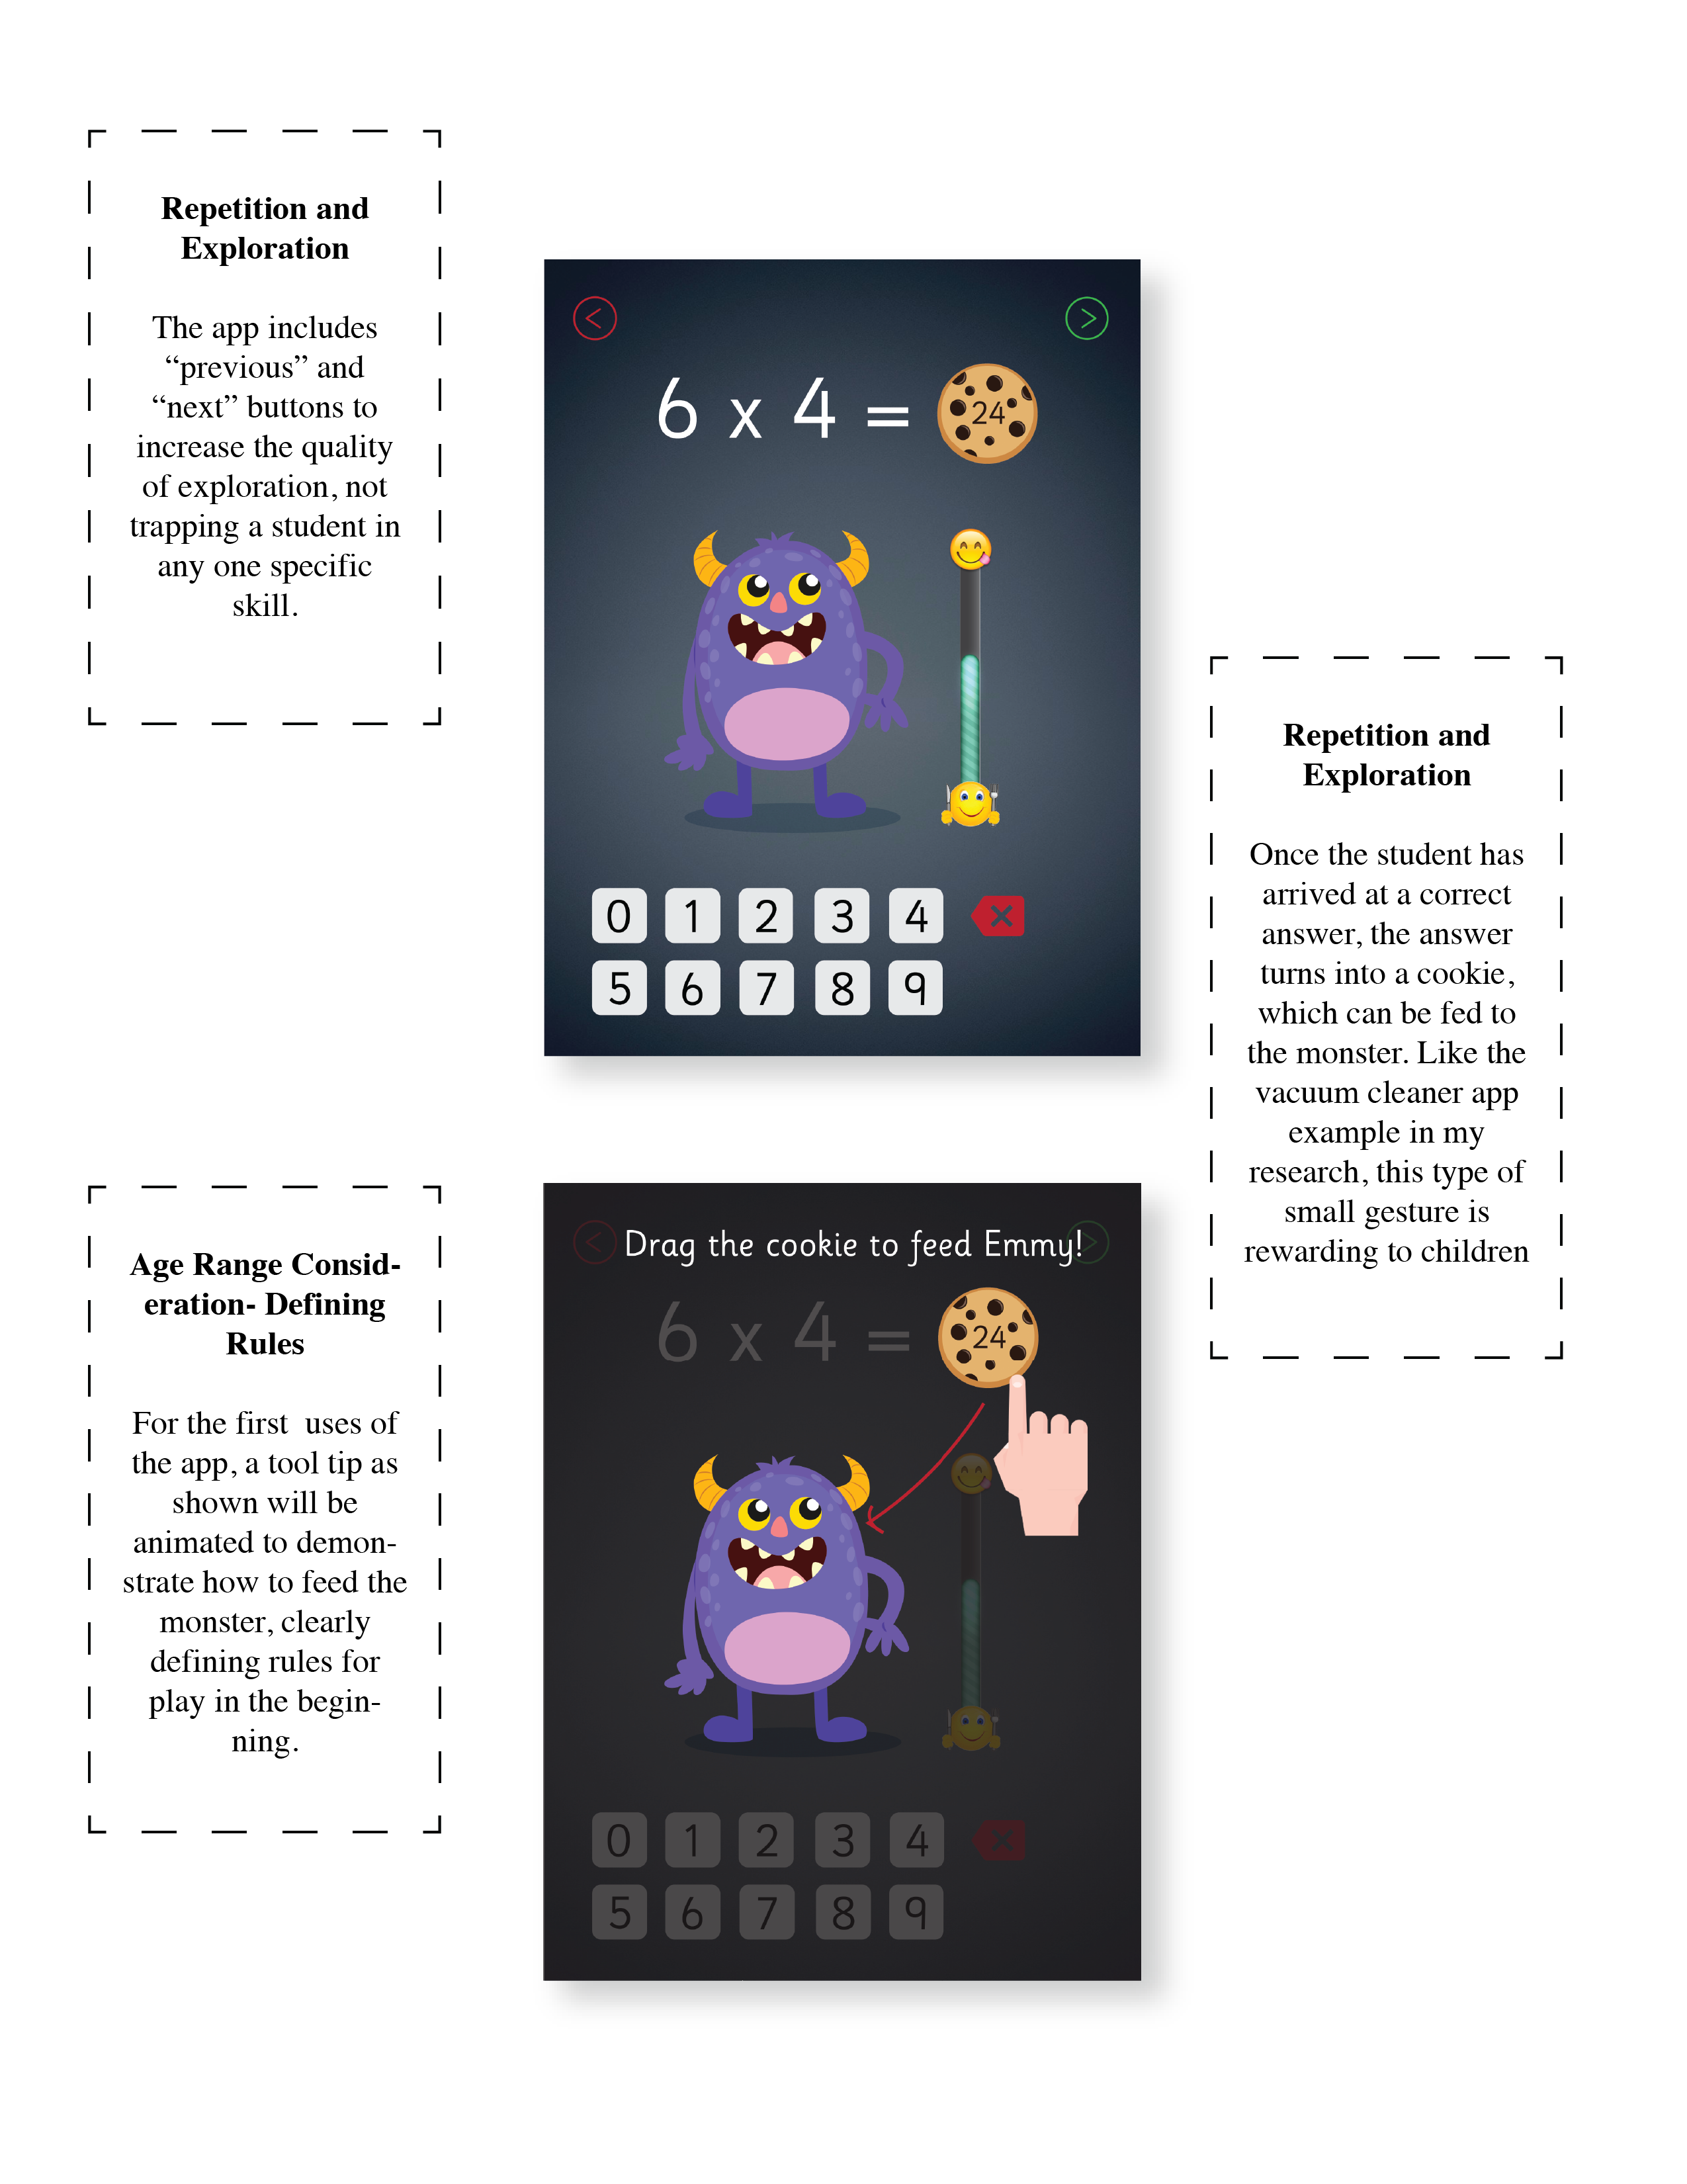 Repetition and
Exploration
The app includes
“previous” and
“next” buttons to
increase the quality
of exploration, not
trapping a student in
any one specific
skill.
6 x 4 = 24
0 1 2 3 4
5 6 7 8 9
Repetition and
Exploration
Once the student has
arrived at a correct
answer, the answer
turns into a cookie,
which can be fed to
the monster. Like the
vacuum cleaner app
example in my
research, this type of
small gesture is
rewarding to children
Age Range Consid-
eration- Defining
Rules
For the first  uses of
the app, a tool tip as
shown will be
animated to demon-
strate how to feed the
monster, clearly
defining rules for
play in the begin-
ning.
Drag the cookie to feed Emmy!
6 x 4 = 24
0 1 2 3 4
5 6 7 8 9